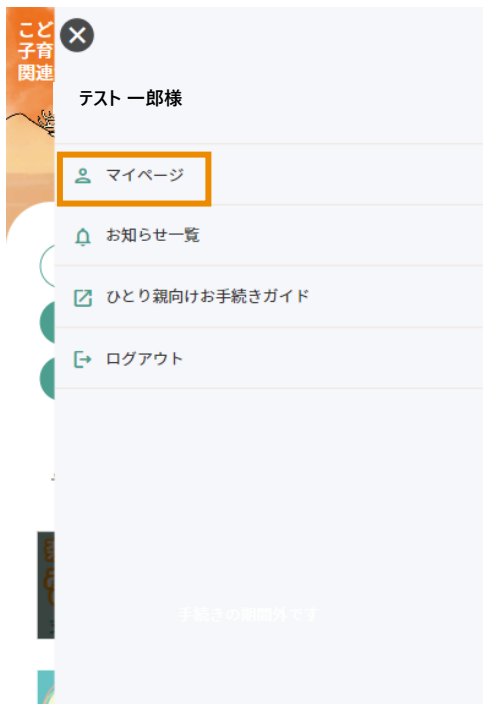 こど
子育
関連
テスト 一郎様
マイページ
お知らせ一覧
ひとり親向けお手続きガイド
ログアウト
手続きの期間外です